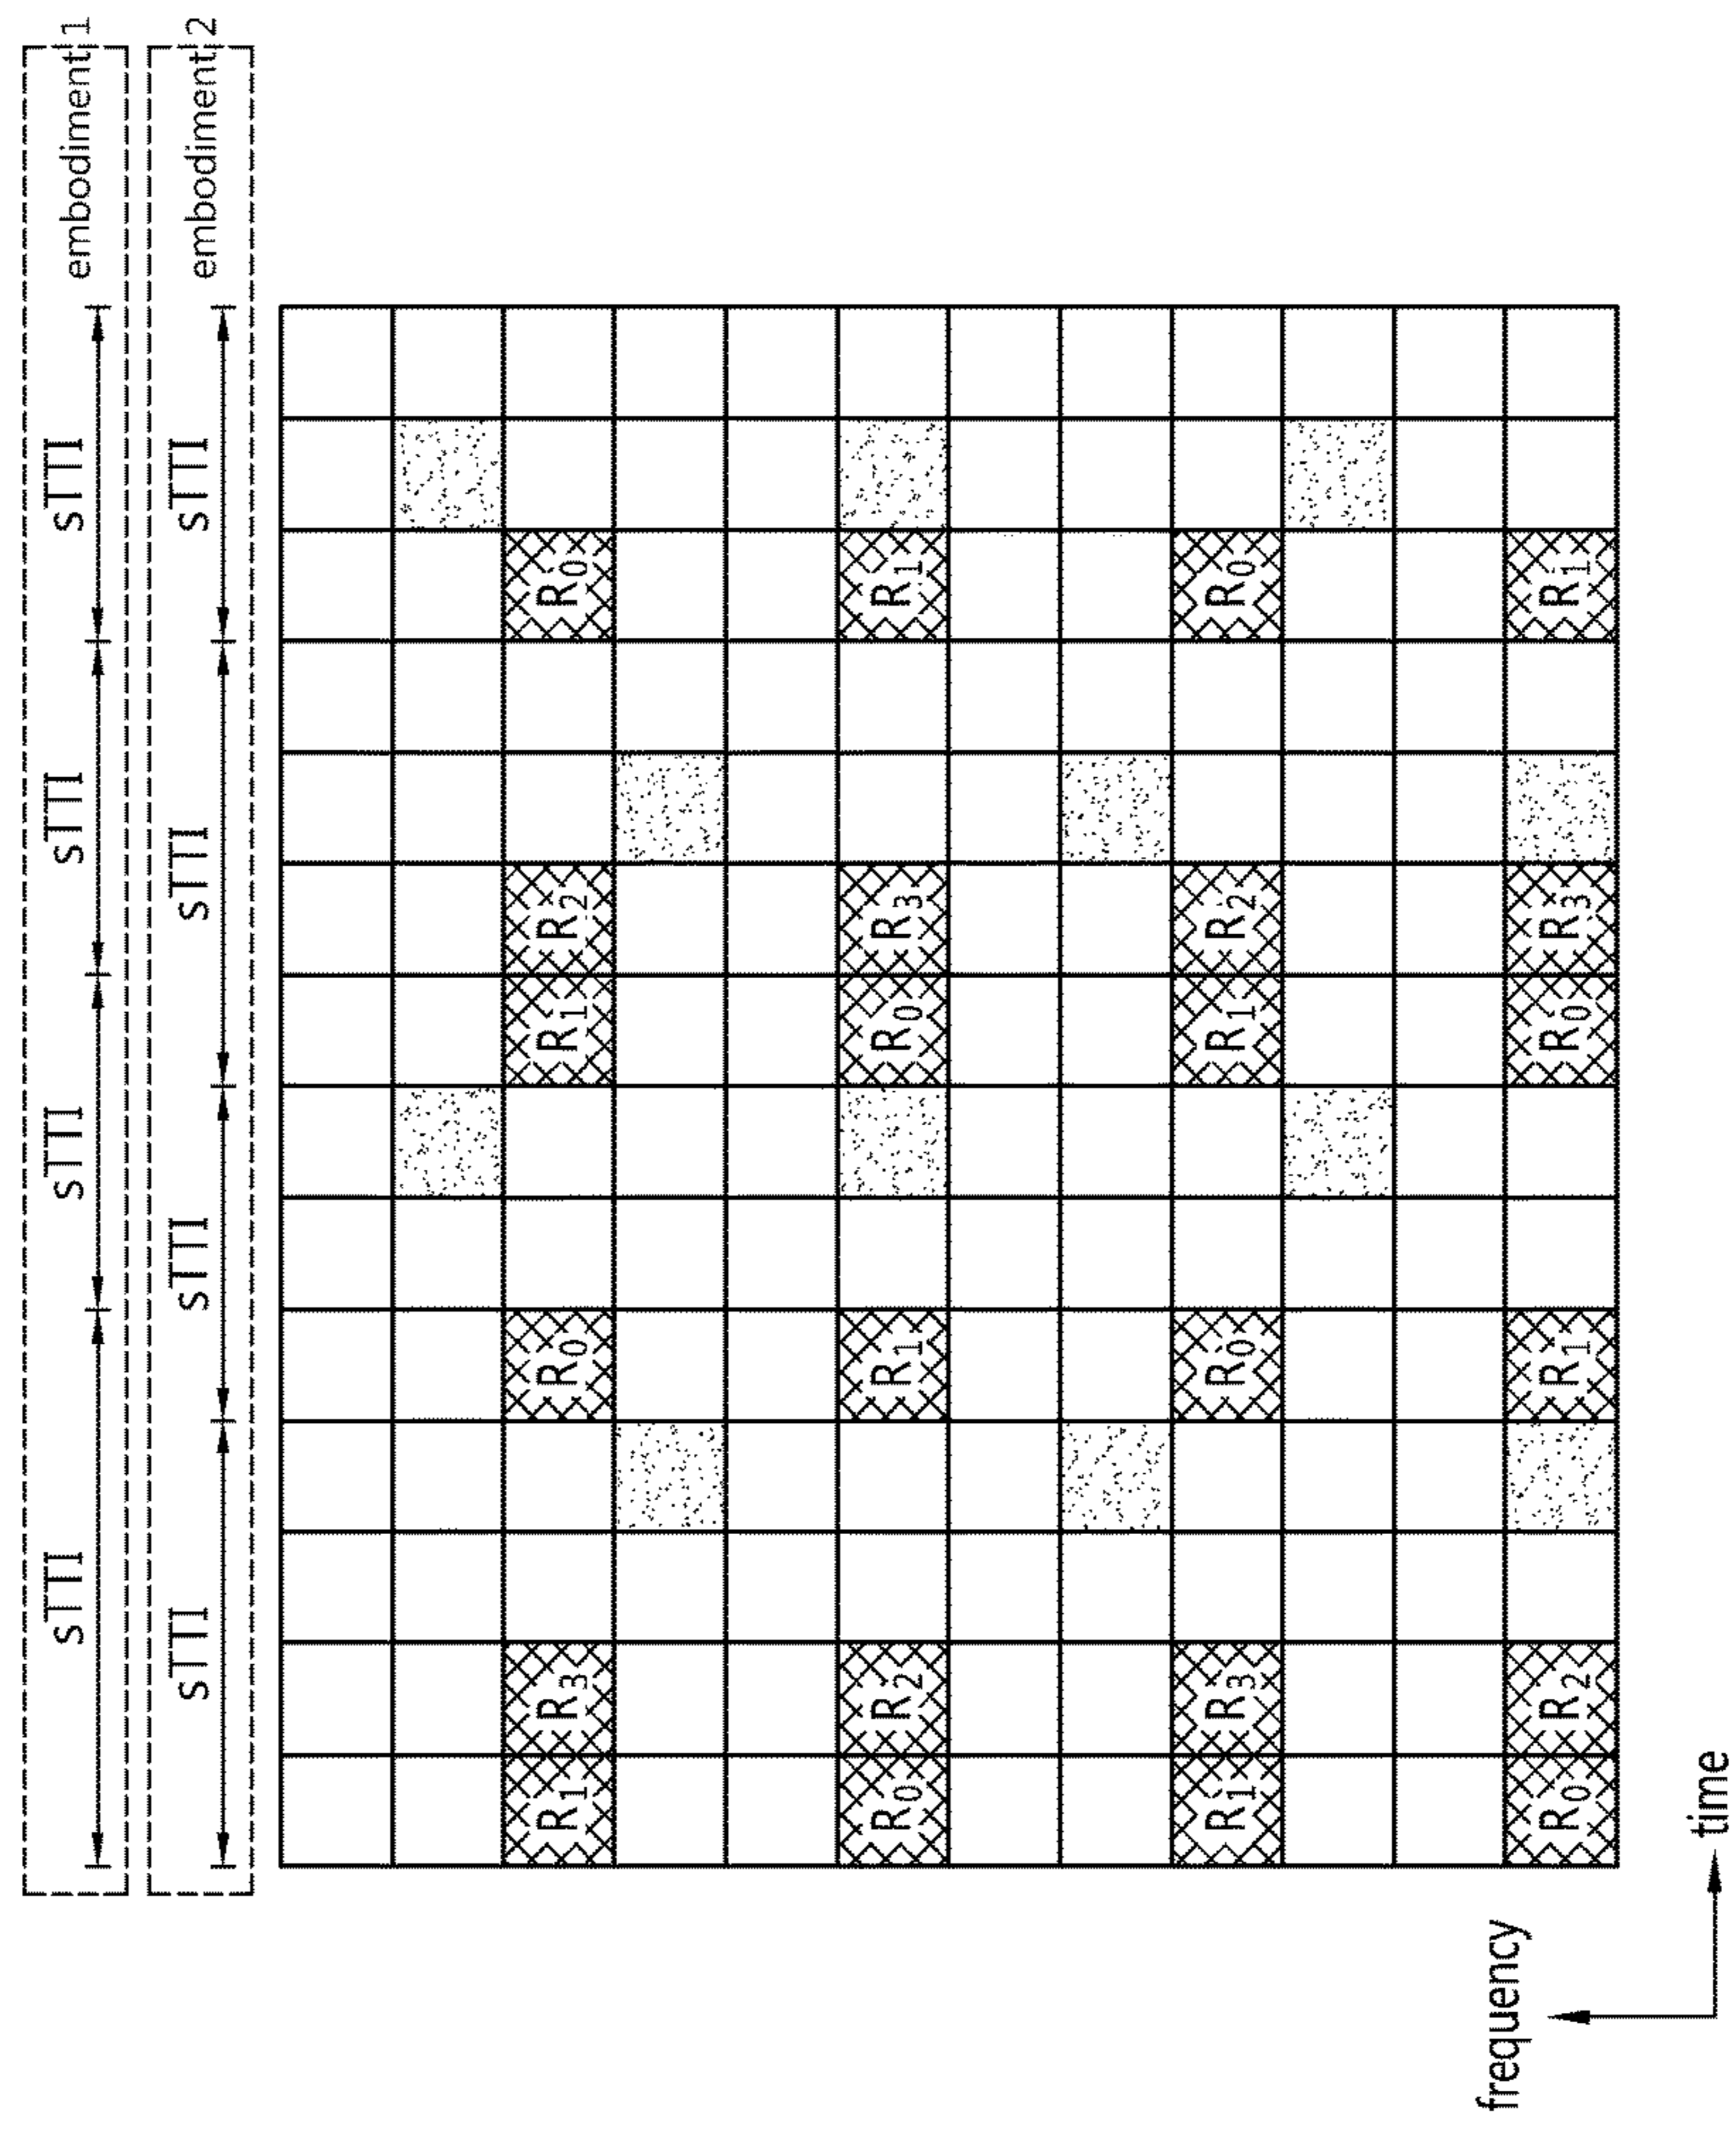 sTTI sTTI sTTI sTTI embodiment 1
sTTI sTTI sTTI sTTI embodiment 2
R1 R3 R0 R1 R2 R0
R0 R2 R1 R0 R3 R1
R1 R3 R0 R1 R2 R0
R0 R2 R1 R0 R3 R1
frequency
time